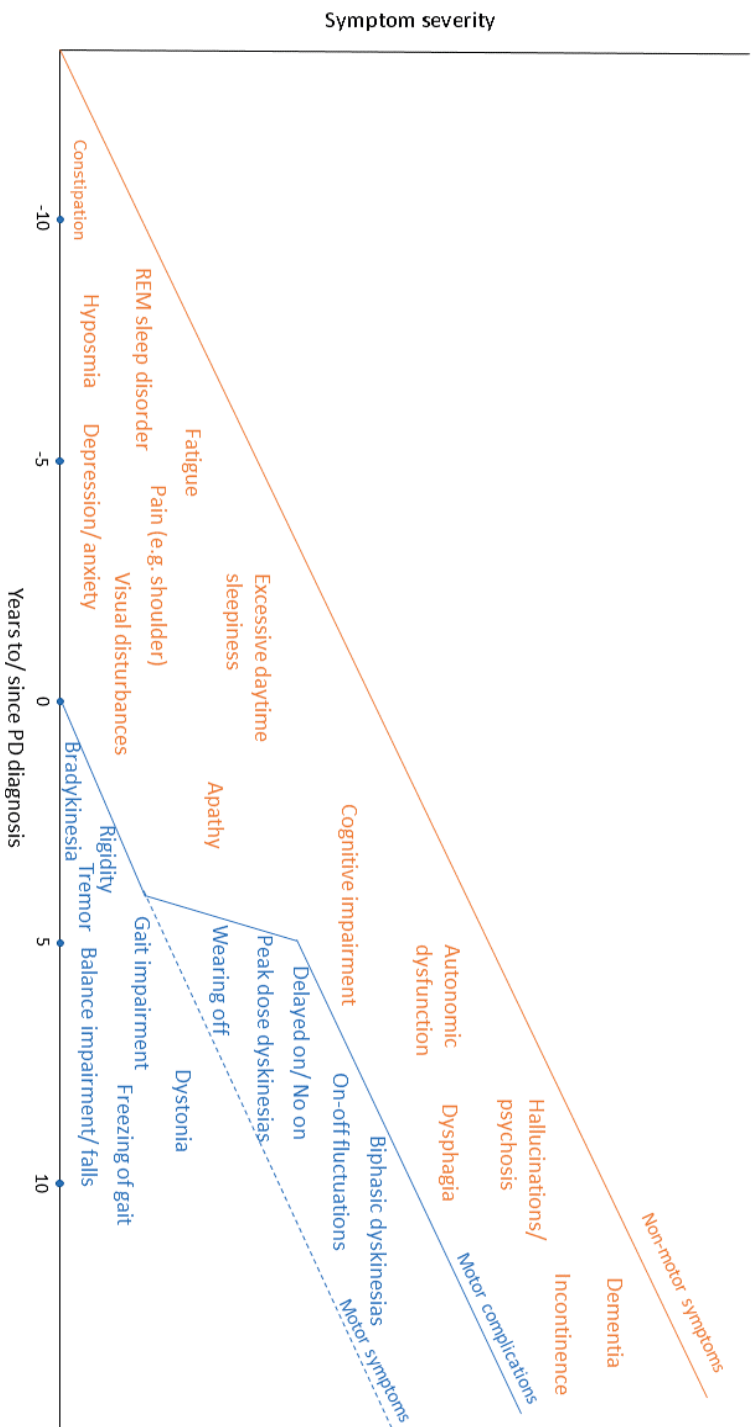 Symptom severity
Non-motor symptoms
Dementia
Incontinence
Hallucinations/
psychosis
Motor complications
Autonomic
dysfunction
Dysphagia
Motor symptoms
Cognitive impairment
Biphasic dyskinesias
On-off fluctuations
Delayed on/ No on
Peak dose dyskinesias
Excessive daytime
sleepiness
Apathy
Wearing off
Fatigue
Dystonia
REM sleep disorder
Pain (e.g. shoulder)
Gait impairment
Visual disturbances
Rigidity
Freezing of gait
Constipation
Hyposmia
Depression/ anxiety
Bradykinesia
Tremor
Balance impairment/ falls
-10
-5
0
5
10
Years to/ since PD diagnosis